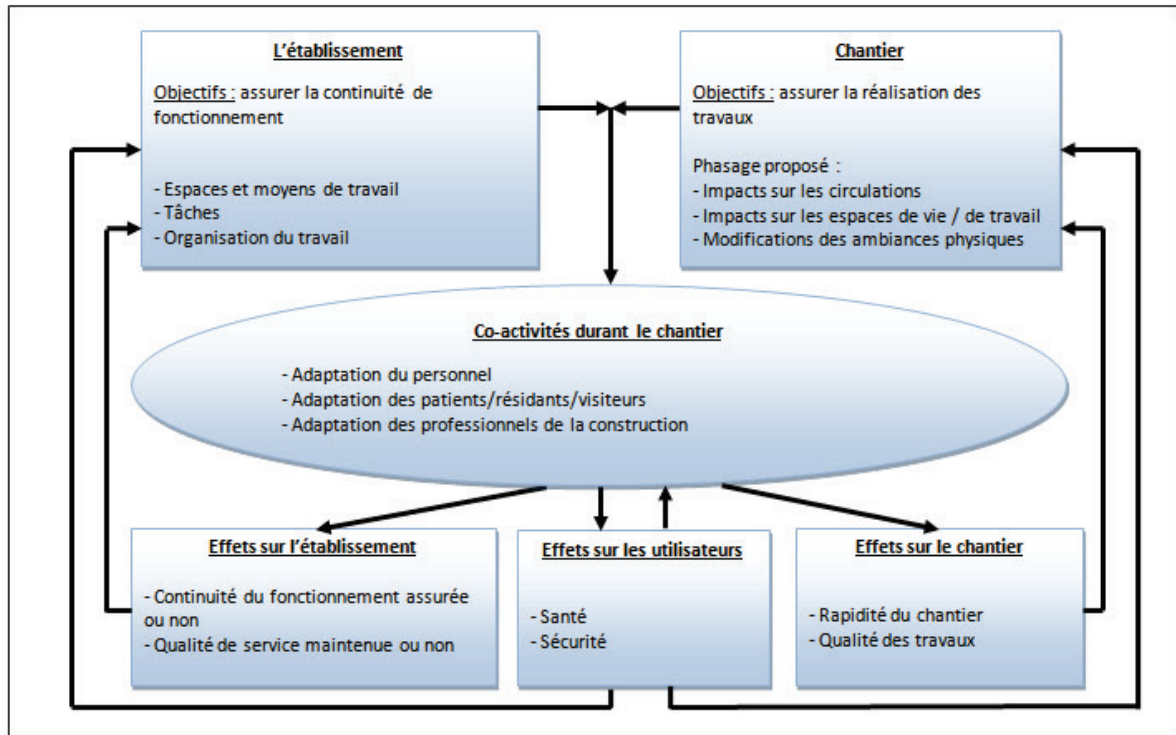 L'établissement
Objectifs : assurer la continuité de
fonctionnement
- Espaces et moyens de travail
- Tâches
- Organisation du travail
Chantier
Objectifs : assurer la réalisation des
travaux
Phasage proposé :
- Impacts sur les circulations
- Impacts sur les espaces de vie / de travail
- Modifications des ambiances physiques
Co-activités durant le chantier
- Adaptation du personnel
- Adaptation des patients/résidants/visiteurs
- Adaptation des professionnels de la construction
Effets sur l'établissement
- Continuité du fonctionnement assurée
ou non
- Qualité de service maintenue ou non
Effets sur les utilisateurs
- Santé
- Sécurité
Effets sur le chantier
- Rapidité du chantier
- Qualité des travaux